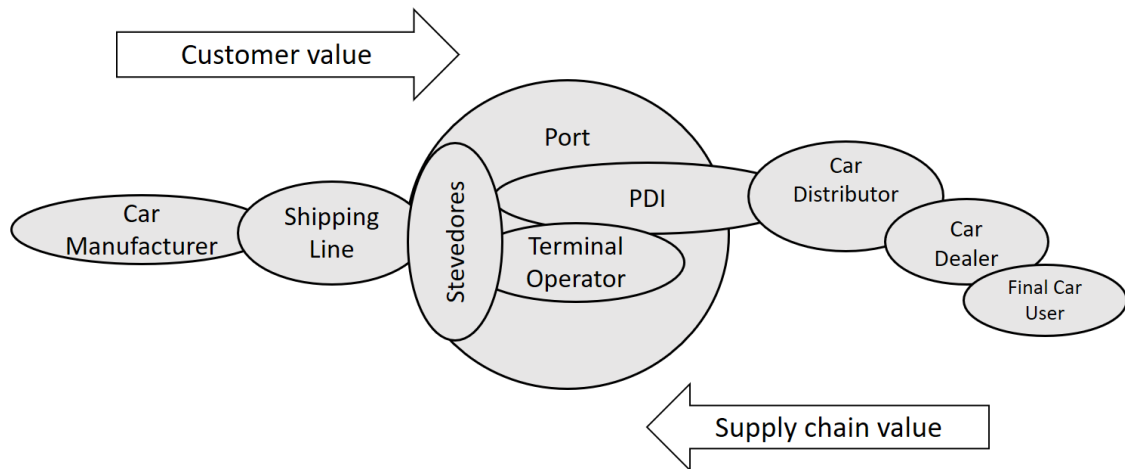 Customer value
Port
Car
Distributor
PDI
Car
Manufacturer
Shipping
Line
Stevedores
Terminal
Operator
Car
Dealer
Final Car
User
Supply chain value